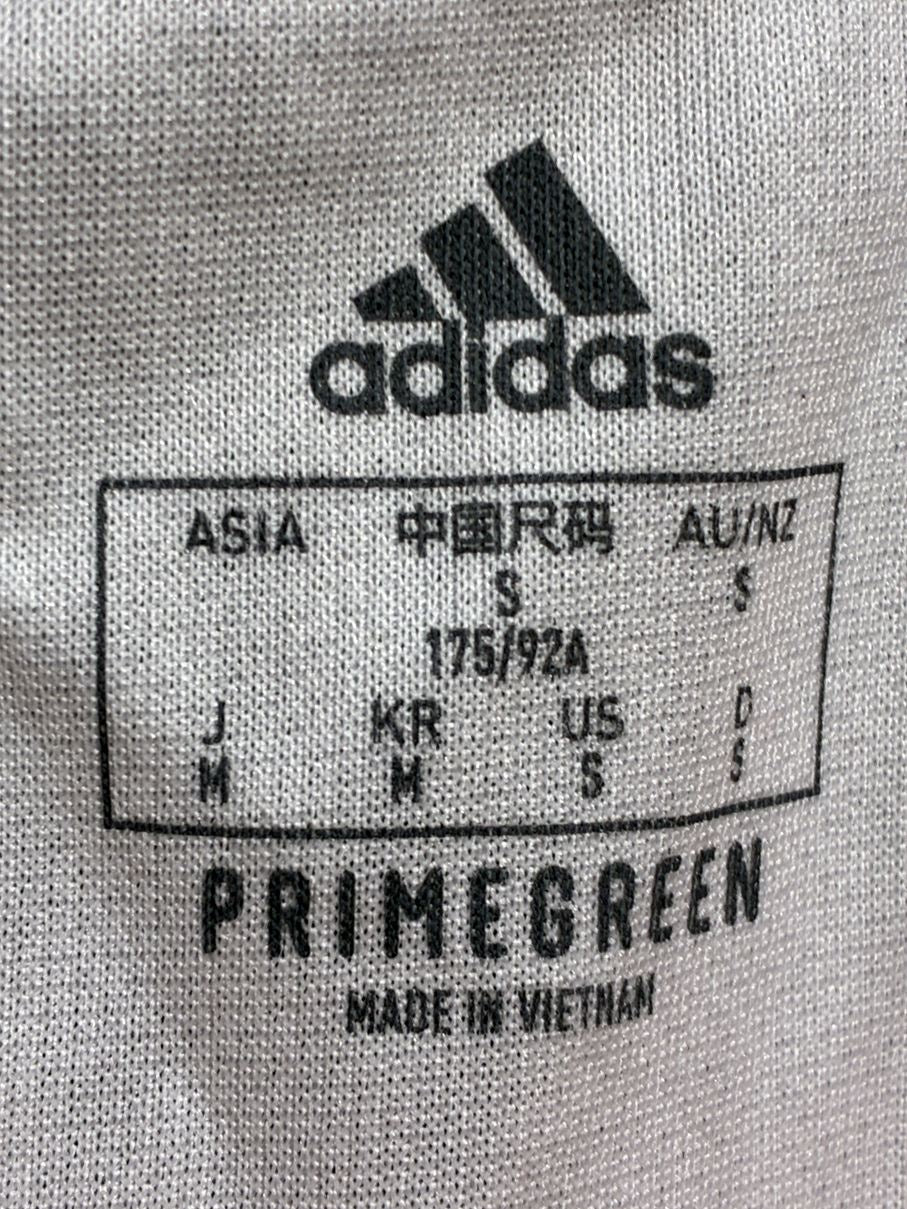 adidas
ASIA 中国尺码 AU/NZ
S S
175/92A
J KR US D
M M S S
PRIMEGREEN
MADE IN VIETNAM